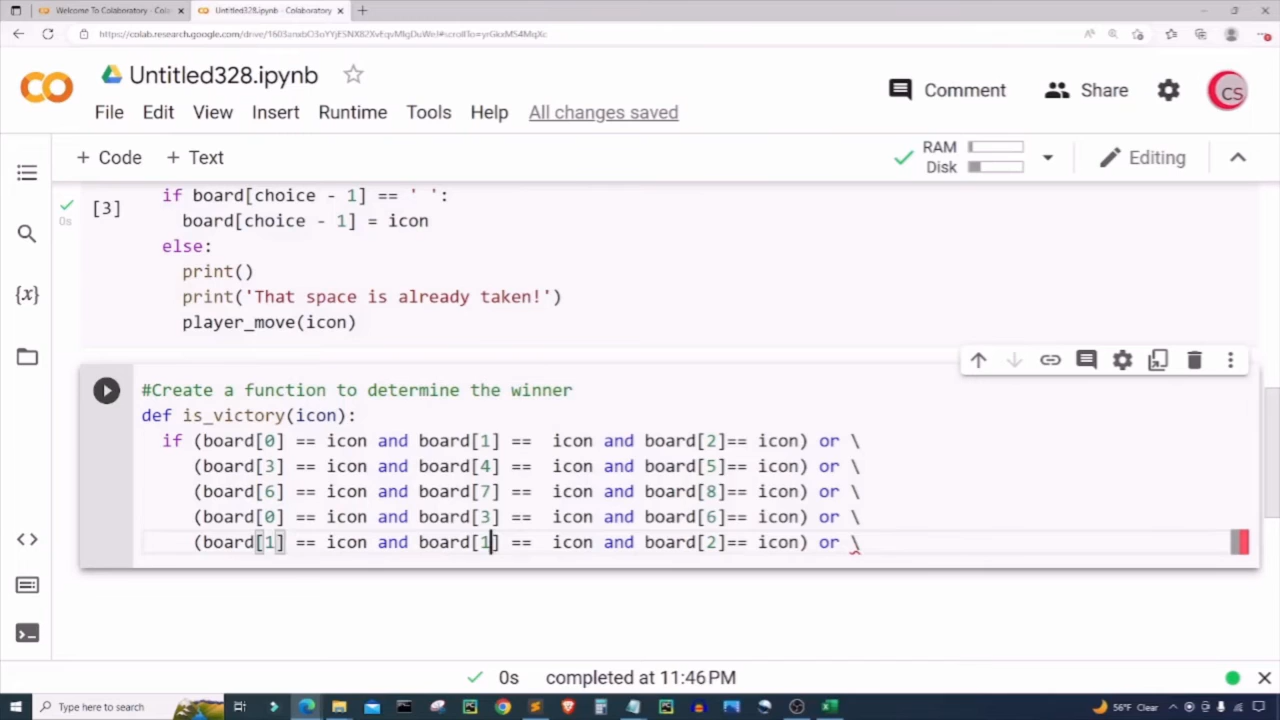 Welcome To Colaboratory - Cola
Untitled328.ipynb - Colaboratory
Untitled328.ipynb
CS
Comment
Share
File Edit View Insert Runtime Tools Help All changes saved
+ Code + Text
RAM
Disk
Editing
if board[choice - 1] == ' ':
[3]
0s
board[choice - 1] = icon
else:
print()
print('That space is already taken!')
player_move(icon)
{x}
#Create a function to determine the winner
def is_victory(icon):
if (board[0] == icon and board[1] ==  icon and board[2]== icon) or \
(board[3] == icon and board[4] ==  icon and board[5]== icon) or \
(board[6] == icon and board[7] ==  icon and board[8]== icon) or \
(board[0] == icon and board[3] ==  icon and board[6]== icon) or \
(board[1] == icon and board[1] ==  icon and board[2]== icon) or \
0s completed at 11:46 PM
Type here to search
56°F Clear